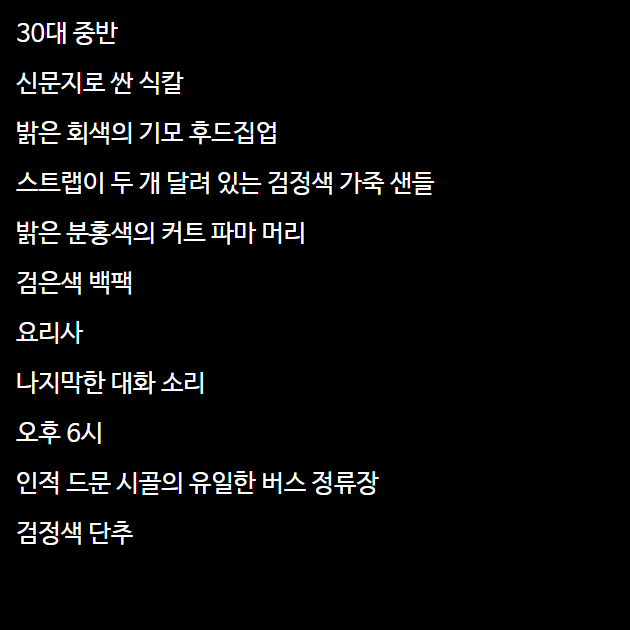 30대 중반
신문지로 싼 식칼
밝은 회색의 기모 후드집업
스트랩이 두 개 달려 있는 검정색 가죽 샌들
밝은 분홍색의 커트 파마 머리
검은색 백팩
요리사
나지막한 대화 소리
오후 6시
인적 드문 시골의 유일한 버스 정류장
검정색 단추